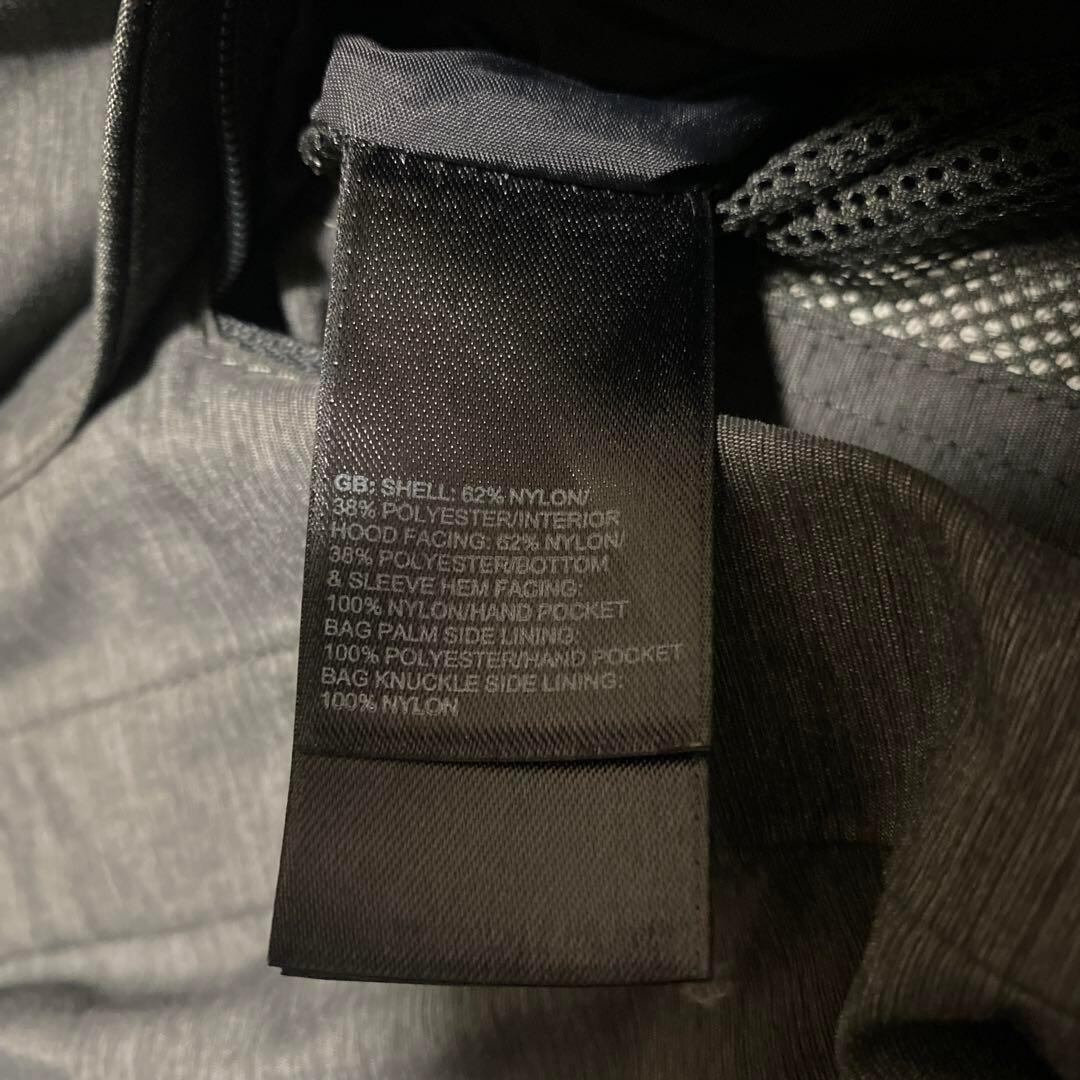 GB: SHELL: 62% NYLON/
38% POLYESTER/INTERIOR
HOOD FACING: 62% NYLON/
38% POLYESTER/BOTTOM
& SLEEVE HEM FACING:
100% NYLON/HAND POCKET
BAG PALM SIDE LINING:
100% POLYESTER/HAND POCKET
BAG KNUCKLE SIDE LINING:
100% NYLON